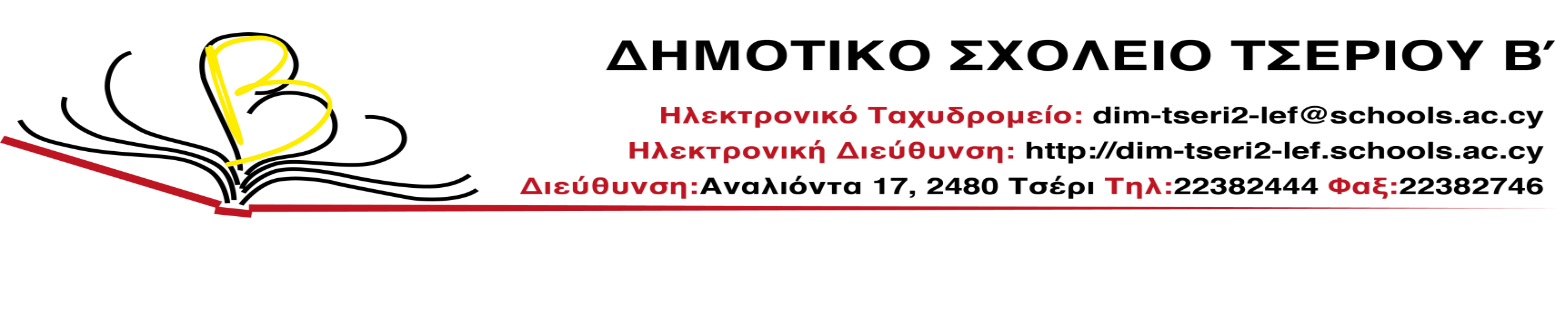 ΔΗΜΟΤΙΚΟ ΣΧΟΛΕΙΟ ΤΣΕΡΙΟΥ Β΄
Ηλεκτρονικό Ταχυδρομείο: dim-tseri2-lef@schools.ac.cy
Ηλεκτρονική Διεύθυνση: http://dim-tseri2-lef.schools.ac.cy
Διεύθυνση:Αναλιόντα 17, 2480 Τσέρι Τηλ:22382444 Φαξ:22382746
Β